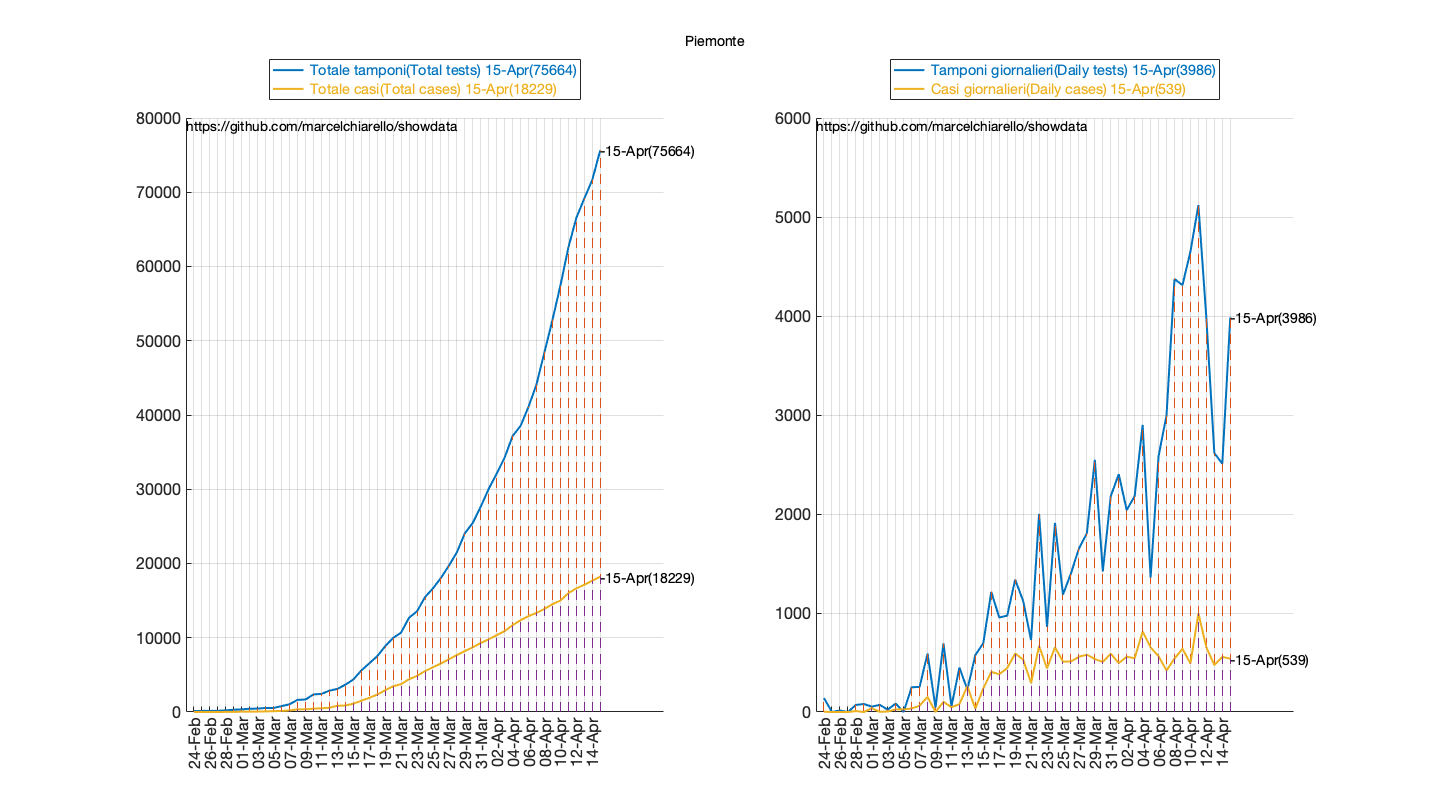 Piemonte
Totale tamponi(Total tests) 15-Apr(75664)
Totale casi(Total cases) 15-Apr(18229)
80000
https://github.com/marcelchiarello/showdata
15-Apr(75664)
70000
60000
50000
40000
30000
20000
15-Apr(18229)
10000
0
24-Feb
26-Feb
28-Feb
01-Mar
03-Mar
05-Mar
07-Mar
09-Mar
11-Mar
13-Mar
15-Mar
17-Mar
19-Mar
21-Mar
23-Mar
25-Mar
27-Mar
29-Mar
31-Mar
02-Apr
04-Apr
06-Apr
08-Apr
10-Apr
12-Apr
14-Apr
Tamponi giornalieri(Daily tests) 15-Apr(3986)
Casi giornalieri(Daily cases) 15-Apr(539)
6000
https://github.com/marcelchiarello/showdata
5000
4000
15-Apr(3986)
3000
2000
1000
15-Apr(539)
0
24-Feb
26-Feb
28-Feb
01-Mar
03-Mar
05-Mar
07-Mar
09-Mar
11-Mar
13-Mar
15-Mar
17-Mar
19-Mar
21-Mar
23-Mar
25-Mar
27-Mar
29-Mar
31-Mar
02-Apr
04-Apr
06-Apr
08-Apr
10-Apr
12-Apr
14-Apr